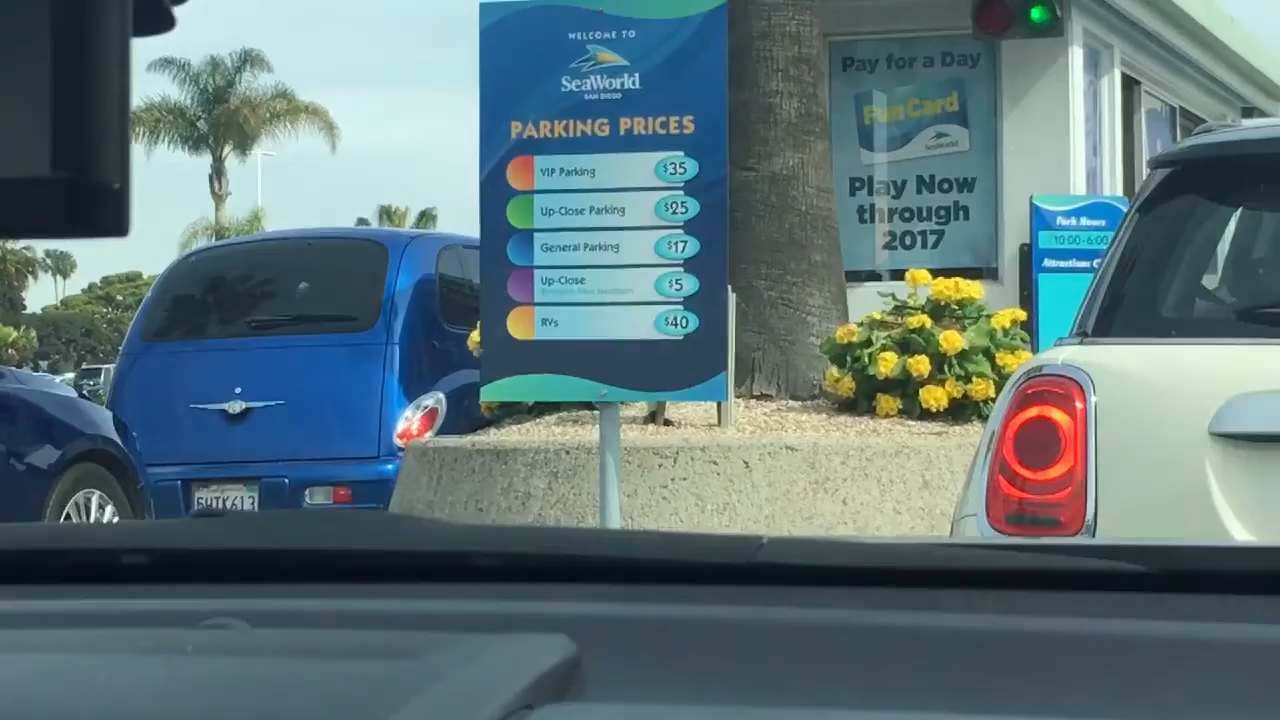 WELCOME TO
SeaWorld
SAN DIEGO
PARKING PRICES
VIP Parking $35
Up-Close Parking $25
General Parking $17
Up-Close $5
RVs $40
Pay for a Day
Fun Card
SeaWorld
Play Now
through
2017
Park Hours
10:00-6:00
Attractions
5HTK613